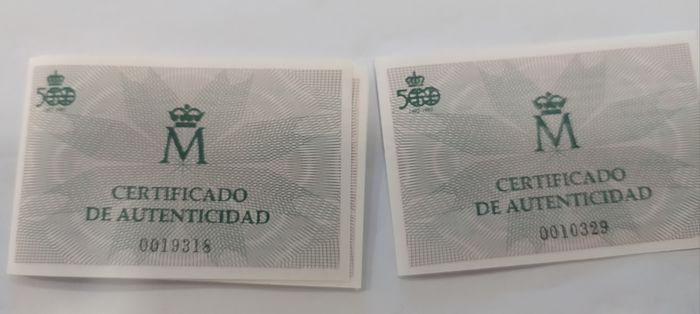 500
M
CERTIFICADO
DE AUTENTICIDAD
0019318
500
M
CERTIFICADO
DE AUTENTICIDAD
0010329